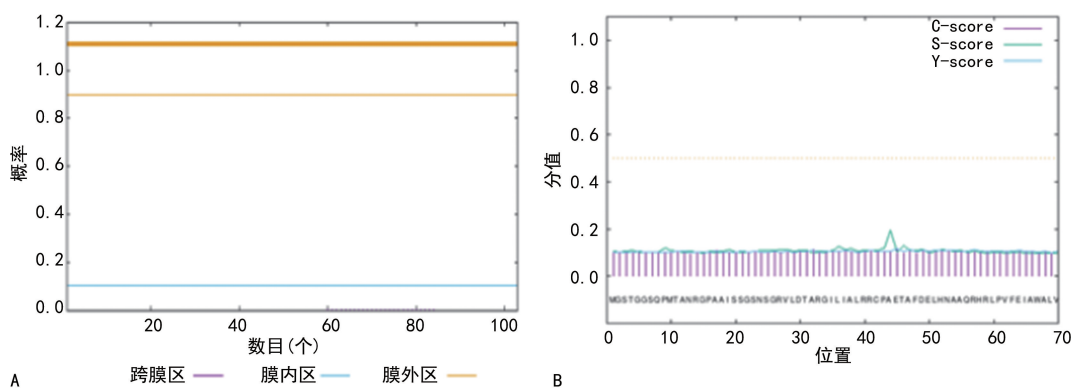 1.2
1.0
0.8
0.6
0.4
0.2
0.0
概率
20 40 60 80 100
数目(个)
跨膜区 膜内区 膜外区
A
C-score
S-score
Y-score
1.0
0.8
0.6
0.4
0.2
0.0
分值
MGSTGGSQPMTANRGPAAISSGSNSGRVLDTARGILIALRRCPAETAFDELHNAAQRHRLPVFEIAWALV
0 10 20 30 40 50 60 70
位置
B